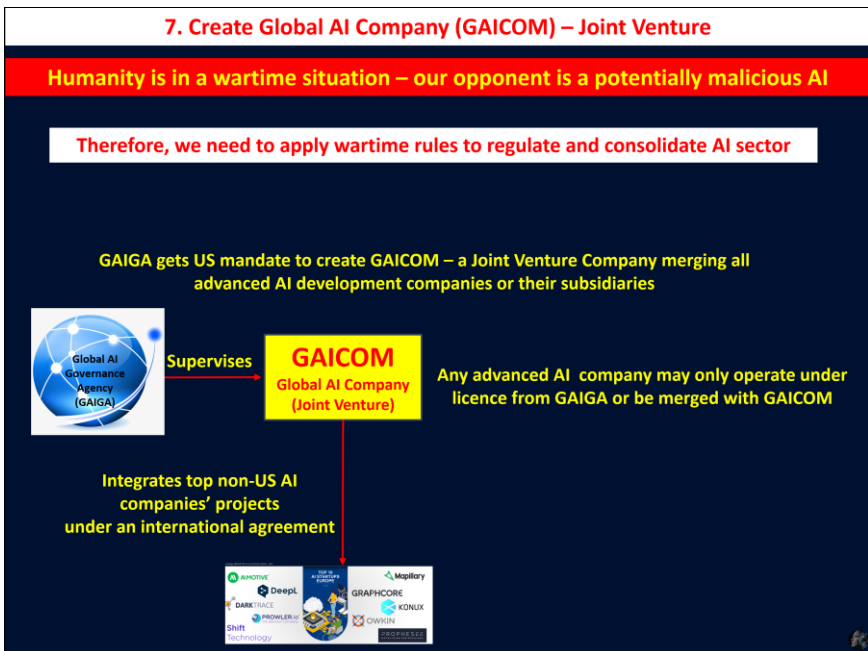 7. Create Global AI Company (GAICOM) – Joint Venture
Humanity is in a wartime situation – our opponent is a potentially malicious AI
Therefore, we need to apply wartime rules to regulate and consolidate AI sector
GAIGA gets US mandate to create GAICOM – a Joint Venture Company merging all
advanced AI development companies or their subsidiaries
Global AI
Governance
Agency
(GAIGA)
Supervises
GAICOM
Global AI Company
(Joint Venture)
Any advanced AI company may only operate under
licence from GAIGA or be merged with GAICOM
Integrates top non-US AI
companies’ projects
under an international agreement
AIMOTIVE
DeepL
DARKTRACE
PROWLER.io
Shift
Technology
TOP 10
AI STARTUPS
EUROPE
Mapillary
GRAPHCORE
KONUX
OWKIN
PROPHESEE